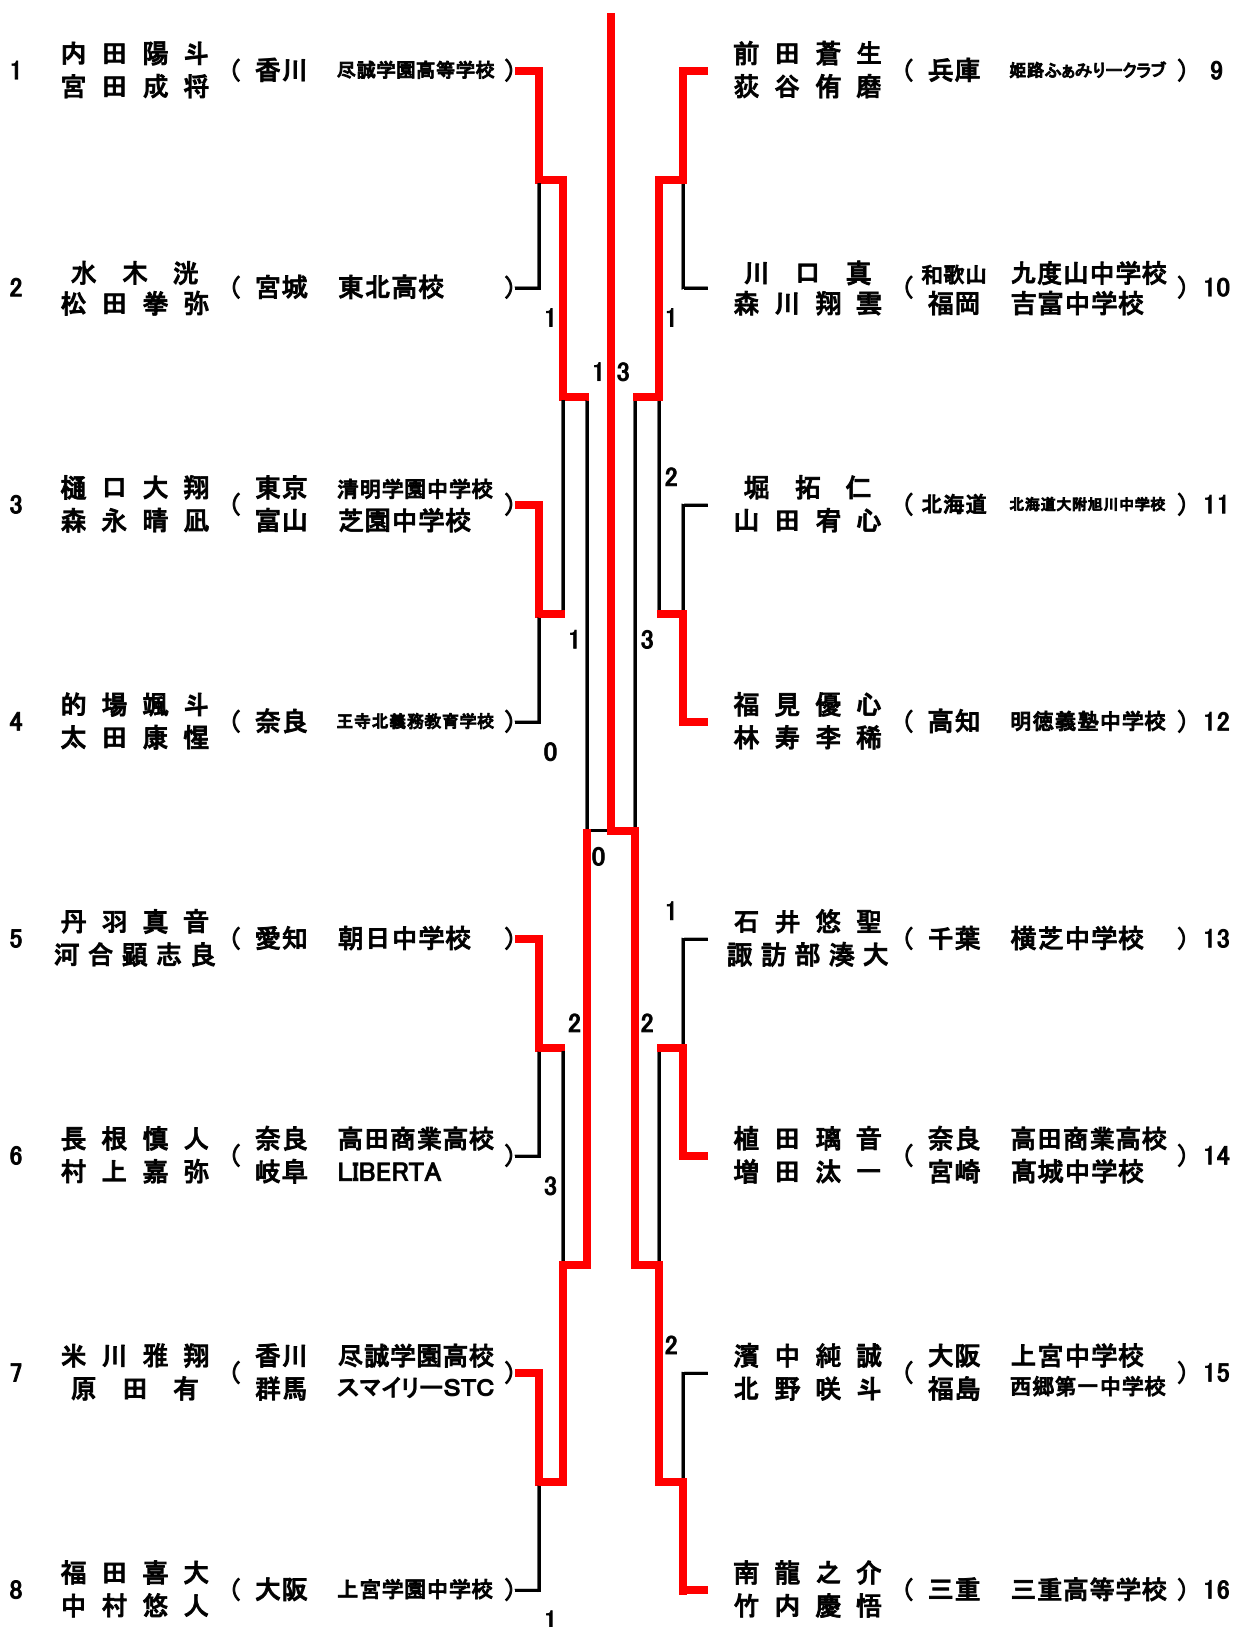 1 内田陽斗 宮田成将 ( 香川 尽誠学園高等学校 )
2 水木洸 松田拳弥 ( 宮城 東北高校 )
1
3 樋口大翔 森永晴凪 ( 東京 富山 清明学園中学校 芝園中学校 )
1
4 的場颯斗 太田康惺 ( 奈良 王寺北義務教育学校 )
0
5 丹羽真音 河合顕志良 ( 愛知 朝日中学校 )
2
6 長根慎人 村上嘉弥 ( 奈良 岐阜 高田商業高校 LIBERTA )
3
7 米川雅翔 原田有 ( 香川 群馬 尽誠学園高校 スマイリーSTC )
8 福田喜大 中村悠人 ( 大阪 上宮学園中学校 )
1
1 3
0
前田蒼生 荻谷侑磨 ( 兵庫 姫路ふぁみりークラブ ) 9
川口真 森川翔雲 ( 和歌山 福岡 九度山中学校 吉富中学校 ) 10
1
2
堀拓仁 山田宥心 ( 北海道 北海道大附旭川中学校 ) 11
3
福見優心 林寿李稀 ( 高知 明徳義塾中学校 ) 12
1
石井悠聖 諏訪部湊大 ( 千葉 横芝中学校 ) 13
2
植田璃音 増田汰一 ( 奈良 宮崎 高田商業高校 高城中学校 ) 14
2
濱中純誠 北野咲斗 ( 大阪 福島 上宮中学校 西郷第一中学校 ) 15
南龍之介 竹内慶悟 ( 三重 三重高等学校 ) 16